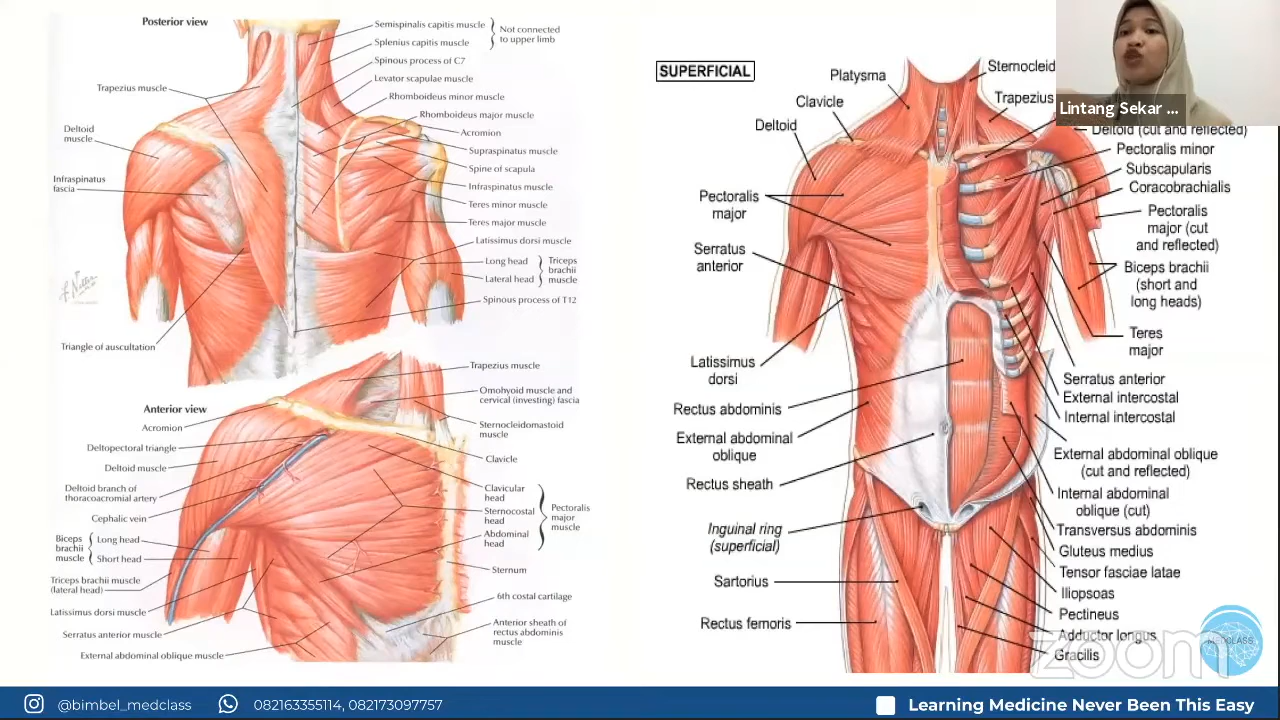 Posterior view
Semispinalis capitis muscle
Splenius capitis muscle
Not connected
to upper limb
Spinous process of C7
Levator scapulae muscle
Rhomboideus minor muscle
Rhomboideus major muscle
Acromion
Supraspinatus muscle
Spine of scapula
Infraspinatus muscle
Teres minor muscle
Teres major muscle
Latissimus dorsi muscle
Long head
Lateral head
Triceps
brachii
muscle
Spinous process of T12
Trapezius muscle
Deltoid
muscle
Infraspinatus
fascia
Triangle of auscultation
Anterior view
Acromion
Deltopectoral triangle
Deltoid muscle
Deltoid branch of
thoracoacromial artery
Cephalic vein
Biceps
brachii
muscle
Long head
Short head
Triceps brachii muscle
(lateral head)
Latissimus dorsi muscle
Serratus anterior muscle
External abdominal oblique muscle
Trapezius muscle
Omohyoid muscle and
cervical (investing) fascia
Sternocleidomastoid
muscle
Clavicle
Clavicular
head
Sternocostal
head
Abdominal
head
Pectoralis
major
muscle
Sternum
6th costal cartilage
Anterior sheath of
rectus abdominis
muscle
SUPERFICIAL
Platysma
Clavicle
Deltoid
Pectoralis
major
Serratus
anterior
Latissimus
dorsi
Rectus abdominis
External abdominal
oblique
Rectus sheath
Inguinal ring
(superficial)
Sartorius
Rectus femoris
Sternocleid
Trapezius
Lintang Sekar ...
Deltoid (cut and reflected)
Pectoralis minor
Subscapularis
Coracobrachialis
Pectoralis
major (cut
and reflected)
Biceps brachii
(short and
long heads)
Teres
major
Serratus anterior
External intercostal
Internal intercostal
External abdominal oblique
(cut and reflected)
Internal abdominal
oblique (cut)
Transversus abdominis
Gluteus medius
Tensor fasciae latae
Iliopsoas
Pectineus
Adductor longus
Gracilis
MEDCLASS
zoom
@bimbel_medclass
082163355114, 082173097757
Learning Medicine Never Been This Easy